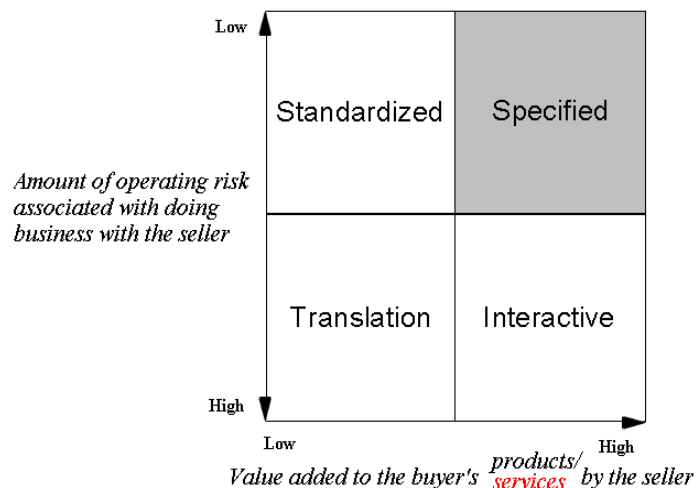 Low
Standardized
Specified
Amount of operating risk
associated with doing
business with the seller
Translation
Interactive
High
Low
High
Value added to the buyer's products/ services by the seller